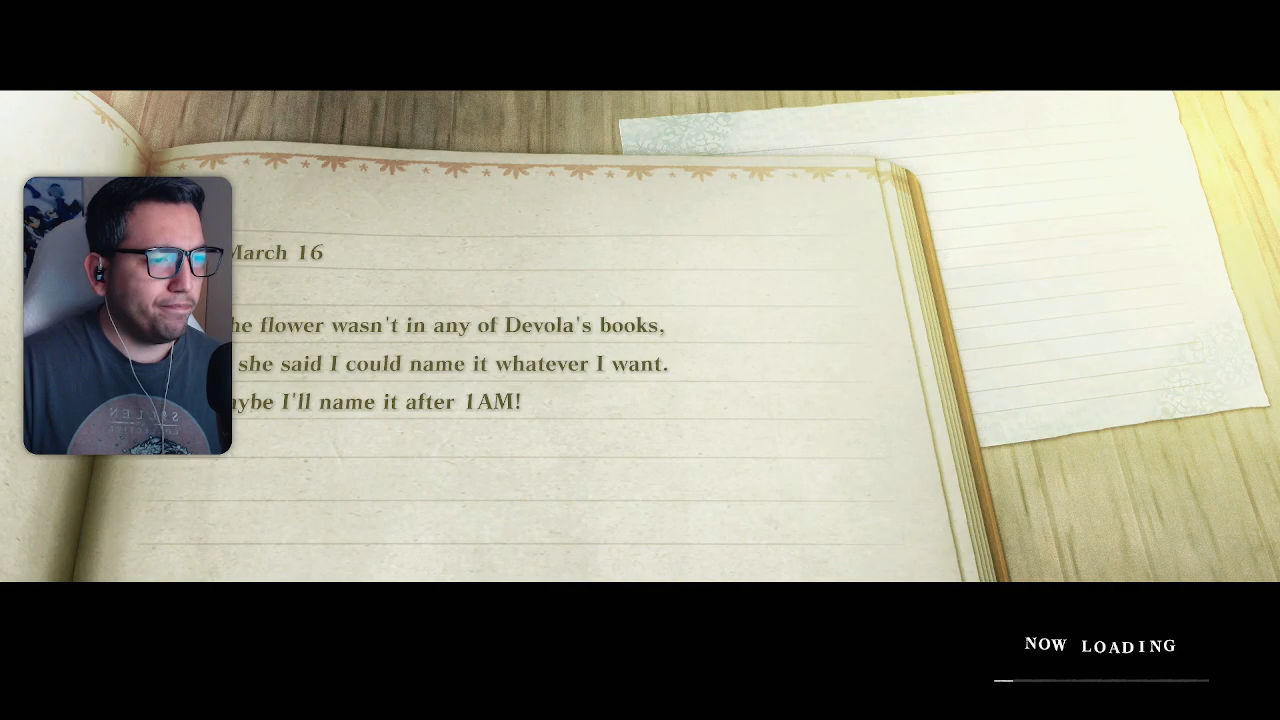 March 16
he flower wasn't in any of Devola's books,
she said I could name it whatever I want.
aybe I'll name it after 1AM!
NOW LOADING